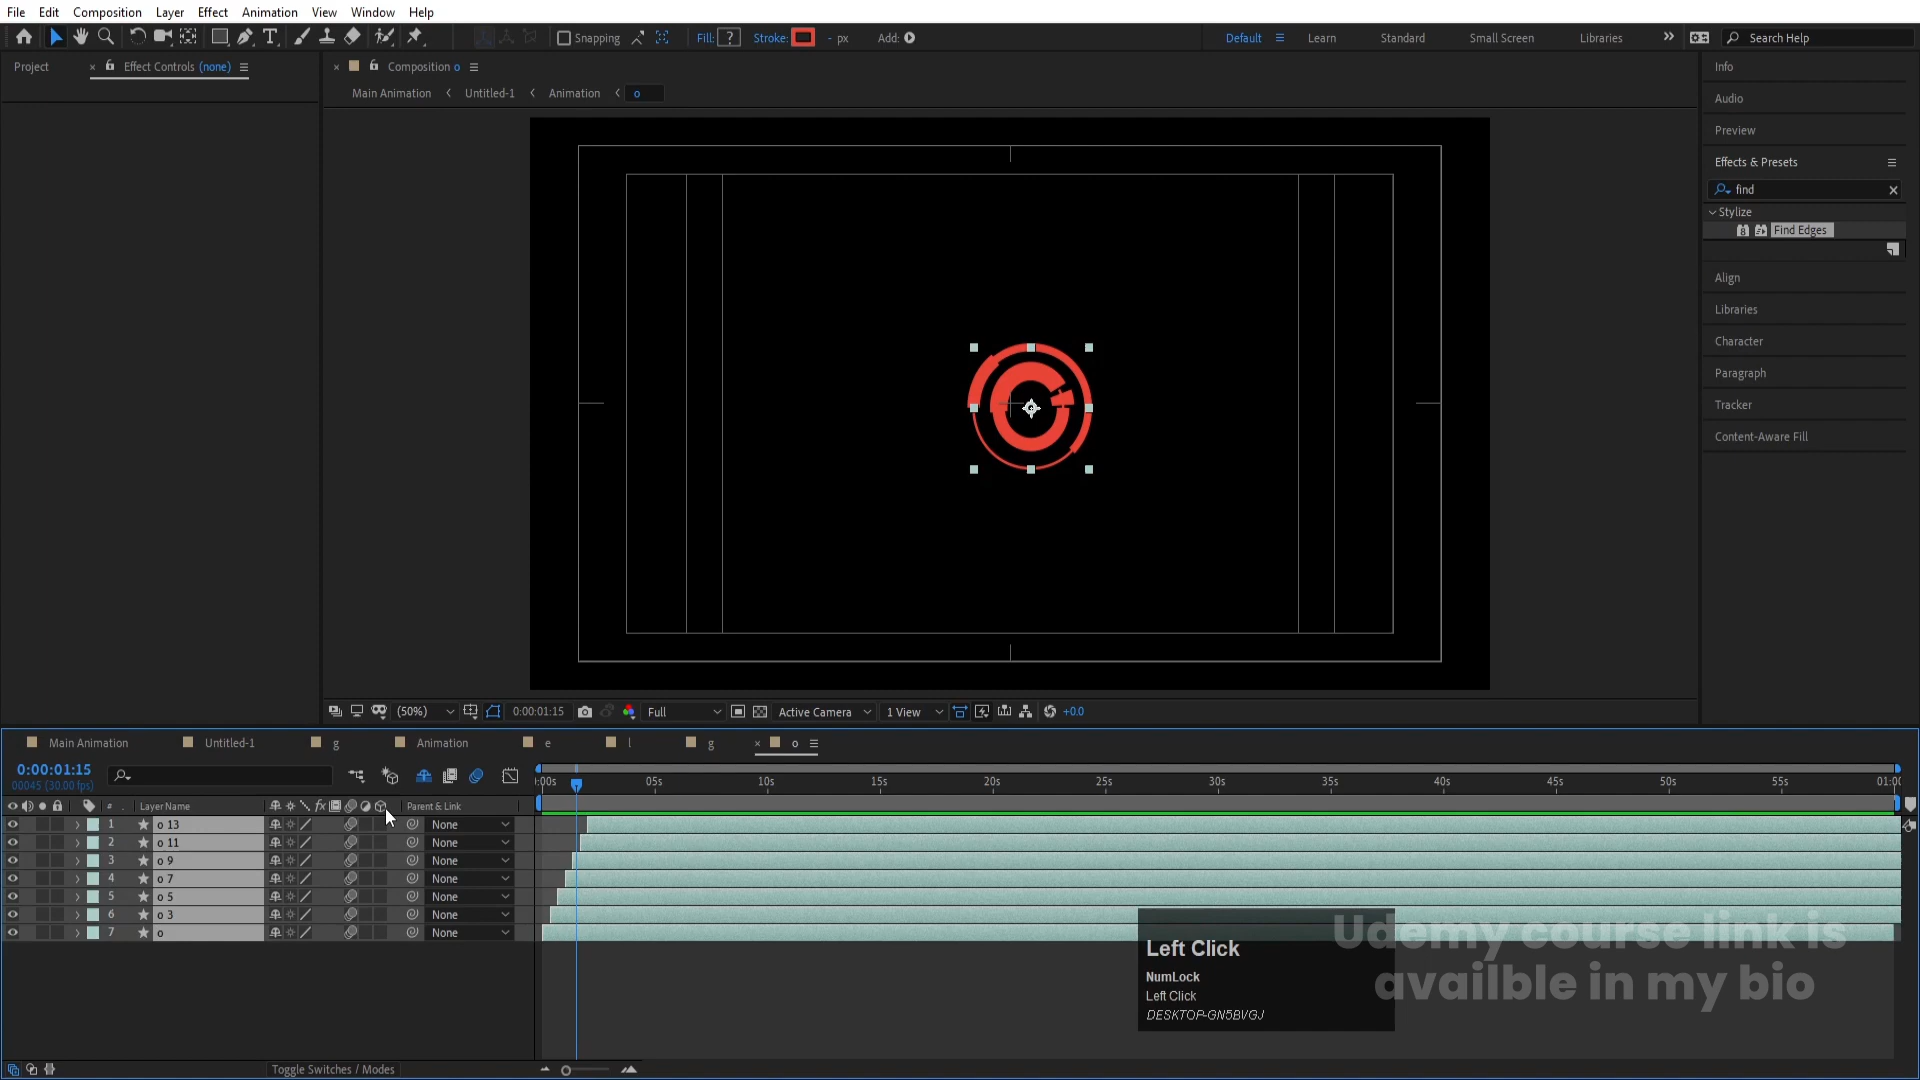 File Edit Composition Layer Effect Animation View Window Help
Snapping Fill: ? Stroke: - px Add: Default Learn Standard Small Screen Libraries >> Search Help
Project × Effect Controls (none) × Composition o Info
Main Animation < Untitled-1 < Animation < o
Audio
Preview
Effects & Presets
find
Stylize
Find Edges
Align
Libraries
Character
Paragraph
Tracker
Content-Aware Fill
(50%) 0:00:01:15 Full Active Camera 1 View +0.0
Main Animation Untitled-1 g Animation e l g × o
0:00:01:15
00045 (30.00 fps)
:00s 05s 10s 15s 20s 25s 30s 35s 40s 45s 50s 55s 01:0
# . Layer Name fx Parent & Link
1 o 13 None
2 o 11 None
3 o 9 None
4 o 7 None
5 o 5 None
6 o 3 None
7 o None
Left Click
NumLock
Left Click
DESKTOP-GN5BVGJ
Udemy course link is
availble in my bio
Toggle Switches / Modes